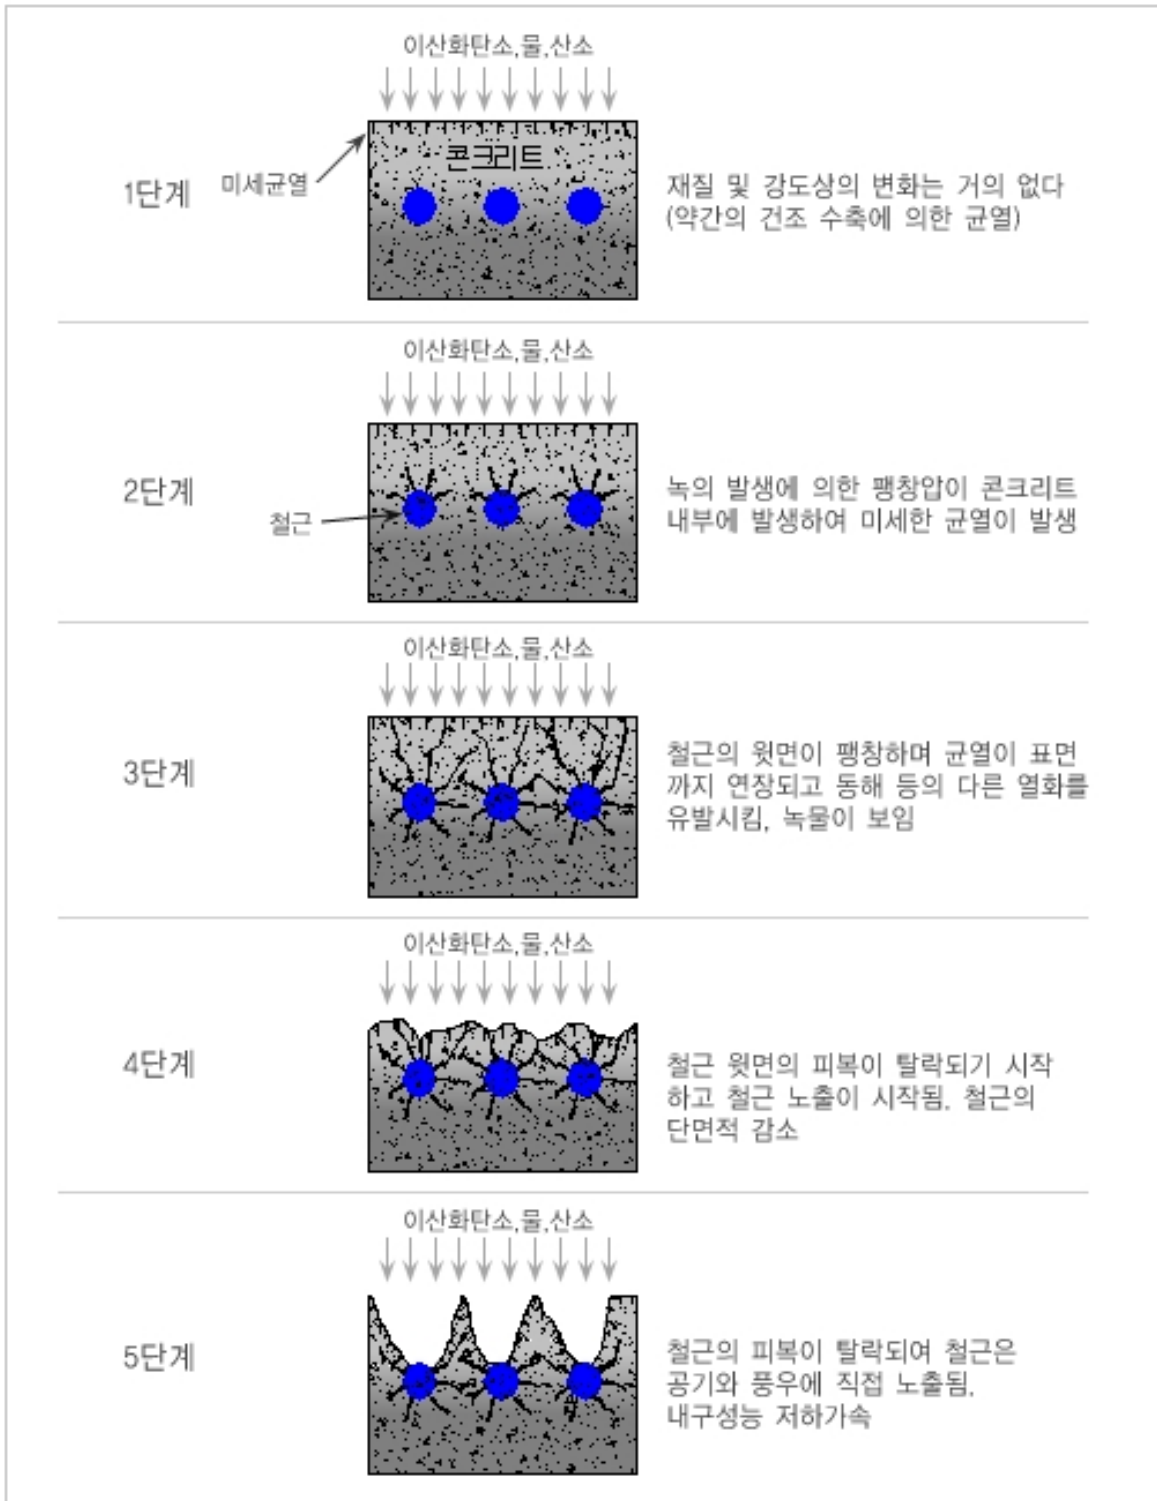 이산화탄소,물,산소
콘크리트
미세균열
1단계
재질 및 강도상의 변화는 거의 없다
(약간의 건조 수축에 의한 균열)
이산화탄소,물,산소
2단계
철근
녹의 발생에 의한 팽창압이 콘크리트
내부에 발생하여 미세한 균열이 발생
이산화탄소,물,산소
3단계
철근의 윗면이 팽창하며 균열이 표면
까지 연장되고 동해 등의 다른 열화를
유발시킴, 녹물이 보임
이산화탄소,물,산소
4단계
철근 윗면의 피복이 탈락되기 시작
하고 철근 노출이 시작됨, 철근의
단면적 감소
이산화탄소,물,산소
5단계
철근의 피복이 탈락되여 철근은
공기와 풍우에 직접 노출됨,
내구성능 저하가속